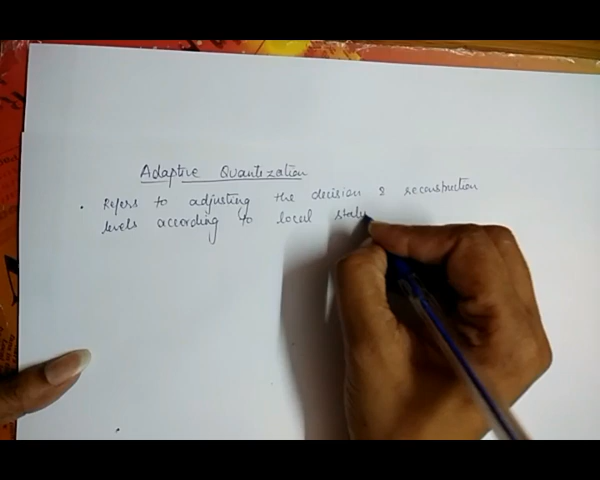 Adaptive Quantization
. Refers to adjusting the decision & reconstruction
levels according to local